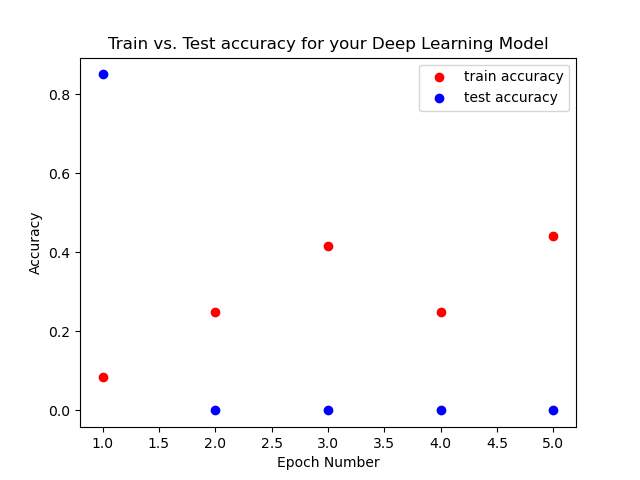 Train vs. Test accuracy for your Deep Learning Model
train accuracy
test accuracy
Accuracy
0.8
0.6
0.4
0.2
0.0
1.0 1.5 2.0 2.5 3.0 3.5 4.0 4.5 5.0
Epoch Number